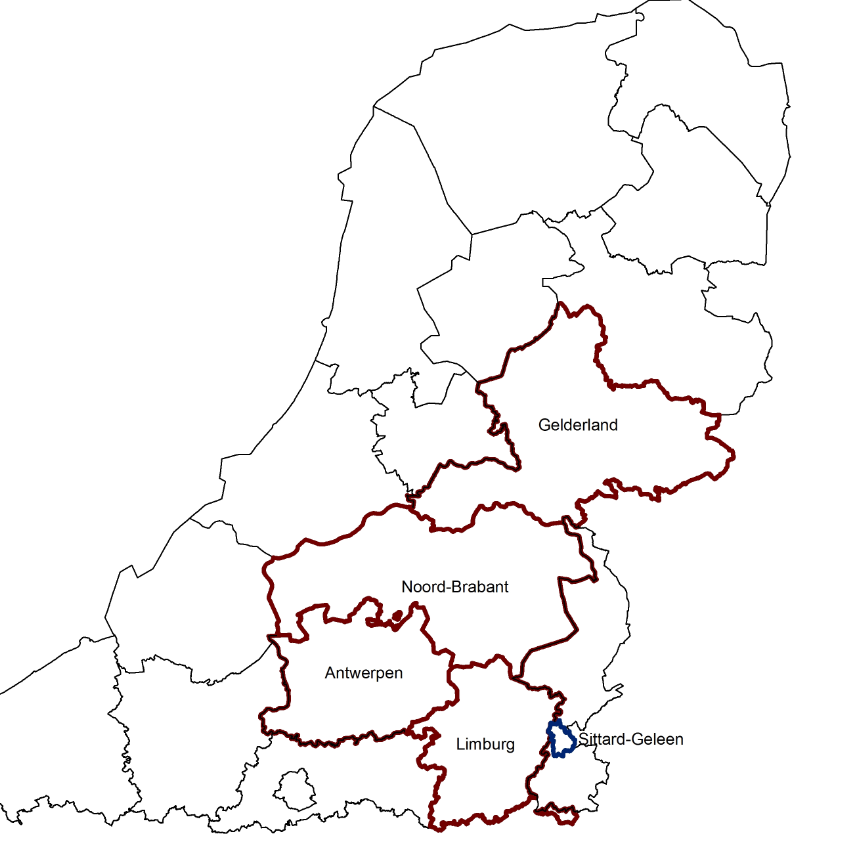 Gelderland
Noord-Brabant
Antwerpen
Limburg
Sittard-Geleen